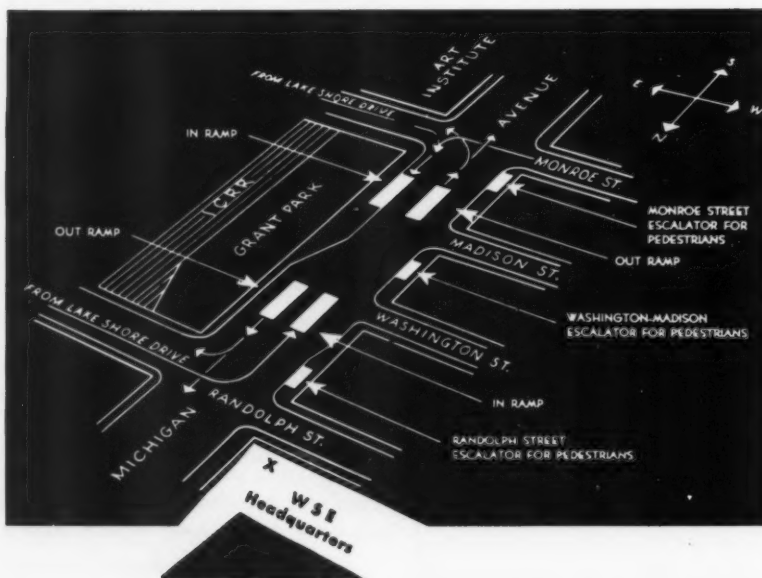 ART
INSTITUTE
FROM LAKE SHORE DRIVE
AVENUE
S
E
W
N
IN RAMP
MONROE ST.
I C R R
GRANT PARK
MONROE STREET
ESCALATOR FOR
PEDESTRIANS
OUT RAMP
MADISON ST.
OUT RAMP
FROM LAKE SHORE DRIVE
WASHINGTON-MADISON
ESCALATOR FOR PEDESTRIANS
WASHINGTON ST.
IN RAMP
MICHIGAN
RANDOLPH ST.
RANDOLPH STREET
ESCALATOR FOR PEDESTRIANS
X
WSE
Headquarters